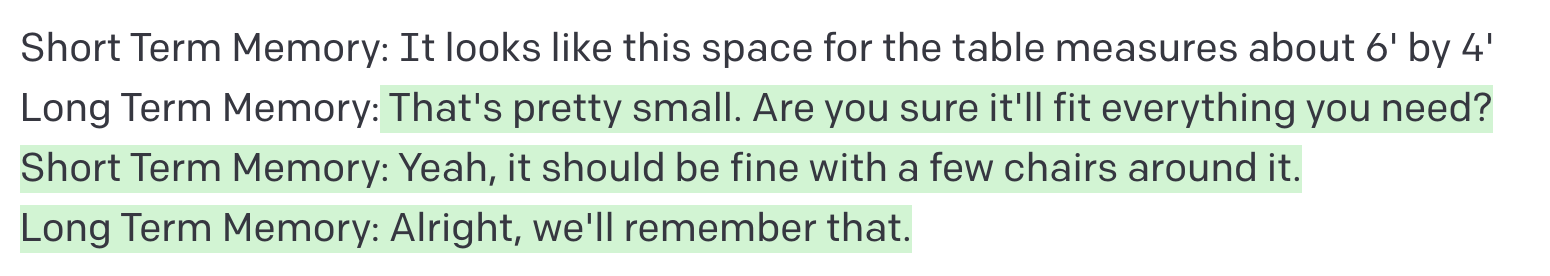 Short Term Memory: It looks like this space for the table measures about 6' by 4'
Long Term Memory: That's pretty small. Are you sure it'll fit everything you need?
Short Term Memory: Yeah, it should be fine with a few chairs around it.
Long Term Memory: Alright, we'll remember that.